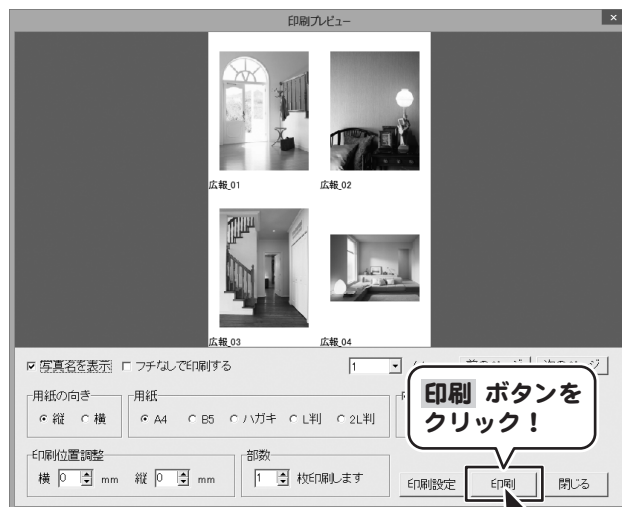 印刷プレビュー
×
広報_01 広報_02
広報_03 広報_04
写真名を表示 フチなしで印刷する 1
用紙の向き 用紙
縦 横 A4 B5 ハガキ L判 2L判
印刷 ボタンを
クリック!
印刷位置調整 部数
横 0 mm 縦 0 mm 1 枚印刷します 印刷設定 印刷 閉じる